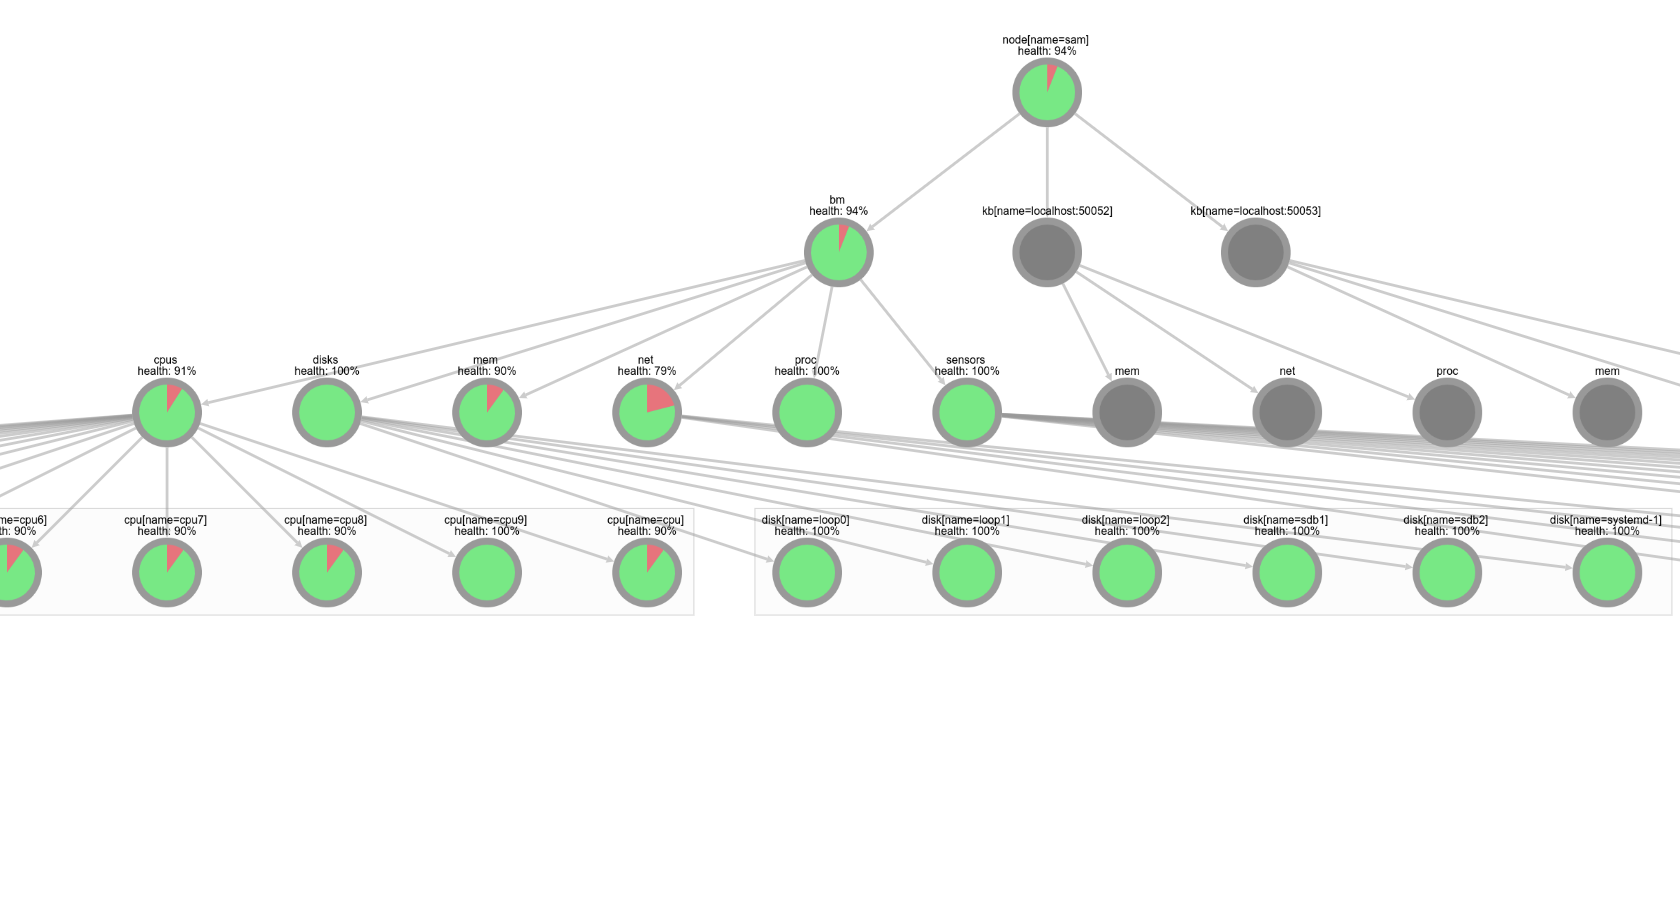 node[name=sam]
health: 94%
bm
health: 94%
kb[name=localhost:50052]
kb[name=localhost:50053]
cpus
health: 91%
disks
health: 100%
mem
health: 90%
net
health: 79%
proc
health: 100%
sensors
health: 100%
mem
net
proc
mem
me=cpu6]
th: 90%
cpu[name=cpu7]
health: 90%
cpu[name=cpu8]
health: 90%
cpu[name=cpu9]
health: 100%
cpu[name=cpu]
health: 90%
disk[name=loop0]
health: 100%
disk[name=loop1]
health: 100%
disk[name=loop2]
health: 100%
disk[name=sdb1]
health: 100%
disk[name=sdb2]
health: 100%
disk[name=systemd-1]
health: 100%